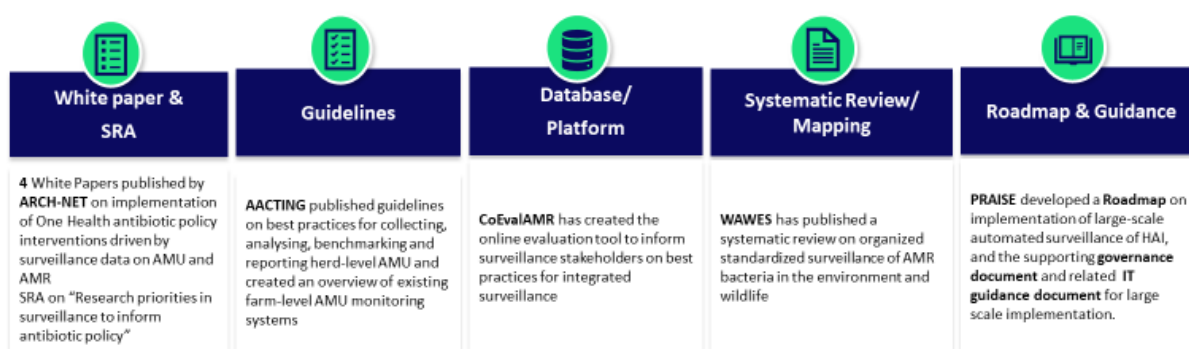 White paper &
SRA
4 White Papers published by
ARCH-NET on implementation
of One Health antibiotic policy
interventions driven by
surveillance data on AMU and
AMR
SRA on “Research priorities in
surveillance to inform
antibiotic policy”
Guidelines
AACTING published guidelines
on best practices for collecting,
analysing, benchmarking and
reporting herd-level AMU and
created an overview of existing
farm-level AMU monitoring
systems
Database/
Platform
CoEvalAMR has created the
online evaluation tool to inform
surveillance stakeholders on best
practices for integrated
surveillance
Systematic Review/
Mapping
WAWES has published a
systematic review on organized
standardized surveillance of AMR
bacteria in the environment and
wildlife
Roadmap & Guidance
PRAISE developed a Roadmap on
implementation of large-scale
automated surveillance of HAI,
and the supporting governance
document and related IT
guidance document for large
scale implementation.